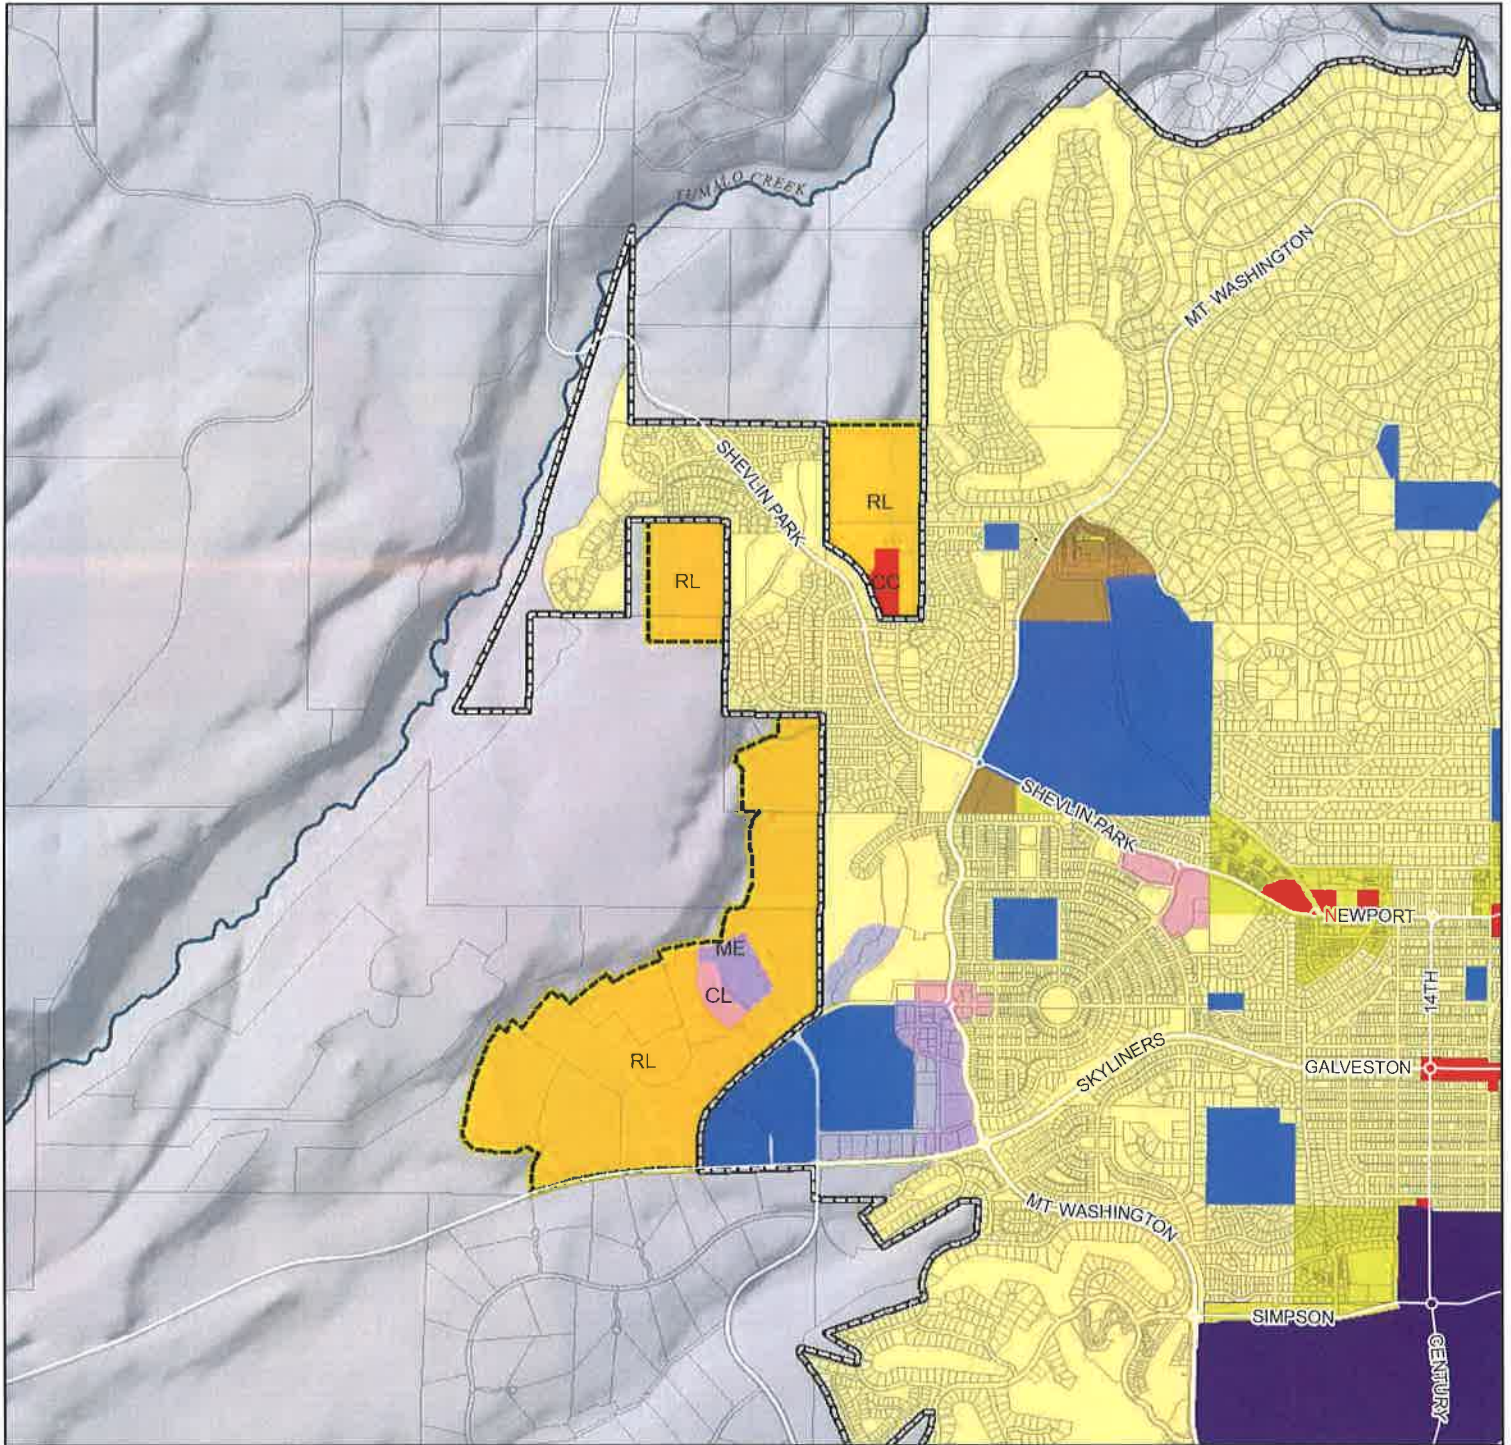 TUMALO CREEK
MT WASHINGTON
SHEVLIN PARK
RL
CC
RL
SHEVLIN PARK
NEWPORT
ME
CL
14TH
RL
SKYLINERS
GALVESTON
MT WASHINGTON
SIMPSON
CENTURY